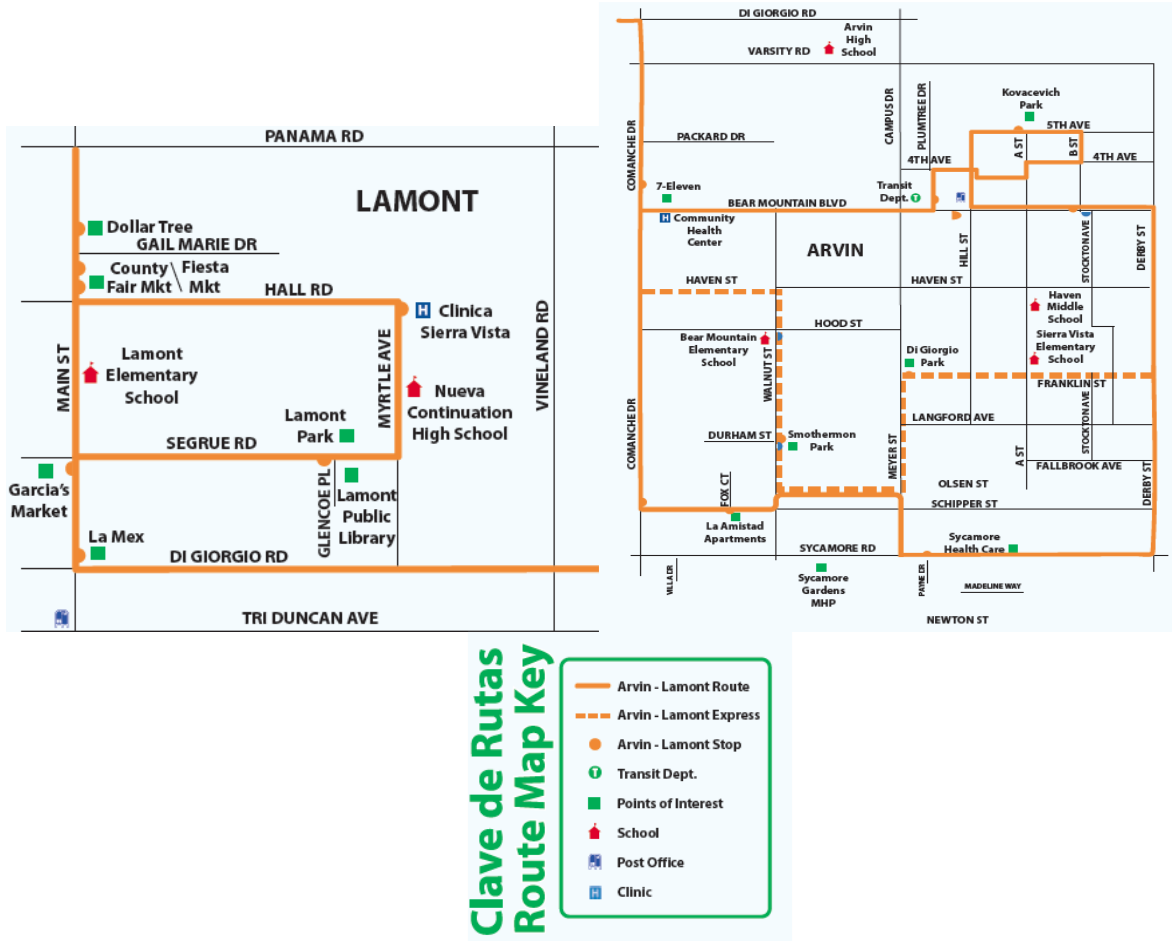 PANAMA RD
LAMONT
Dollar Tree
GAIL MARIE DR
County \ Fiesta
Fair Mkt \ Mkt
HALL RD
Clinica
Sierra Vista
MAIN ST
Lamont
Elementary
School
MYRTLE AVE
VINELAND RD
Nueva
Continuation
High School
Lamont
Park
SEGRUE RD
Garcia's
Market
GLENCOE PL
Lamont
Public
Library
La Mex
DI GIORGIO RD
TRI DUNCAN AVE
DI GIORGIO RD
Arvin
High
School
VARSITY RD
COMANCHE DR
CAMPUS DR
PLUMTREE DR
Kovacevich
Park
5TH AVE
PACKARD DR
A ST
B ST
4TH AVE
4TH AVE
7-Eleven
Transit
Dept.
BEAR MOUNTAIN BLVD
Community
Health
Center
ARVIN
HILL ST
STOCKTON AVE
DERBY ST
HAVEN ST
HAVEN ST
Haven
Middle
School
HOOD ST
Bear Mountain
Elementary
School
WALNUT ST
Di Giorgio
Park
Sierra Vista
Elementary
School
FRANKLIN ST
COMANCHE DR
LANGFORD AVE
STOCKTON AVE
DURHAM ST
Smothermon
Park
MEYER ST
A ST
FALLBROOK AVE
DERBY ST
FOX CT
OLSEN ST
SCHIPPER ST
La Amistad
Apartments
SYCAMORE RD
Sycamore
Health Care
VILLA DR
Sycamore
Gardens
MHP
PAYNE DR
MADELINE WAY
NEWTON ST
Clave de Rutas
Route Map Key
Arvin - Lamont Route
Arvin - Lamont Express
Arvin - Lamont Stop
T
Transit Dept.
Points of Interest
School
Post Office
H
Clinic